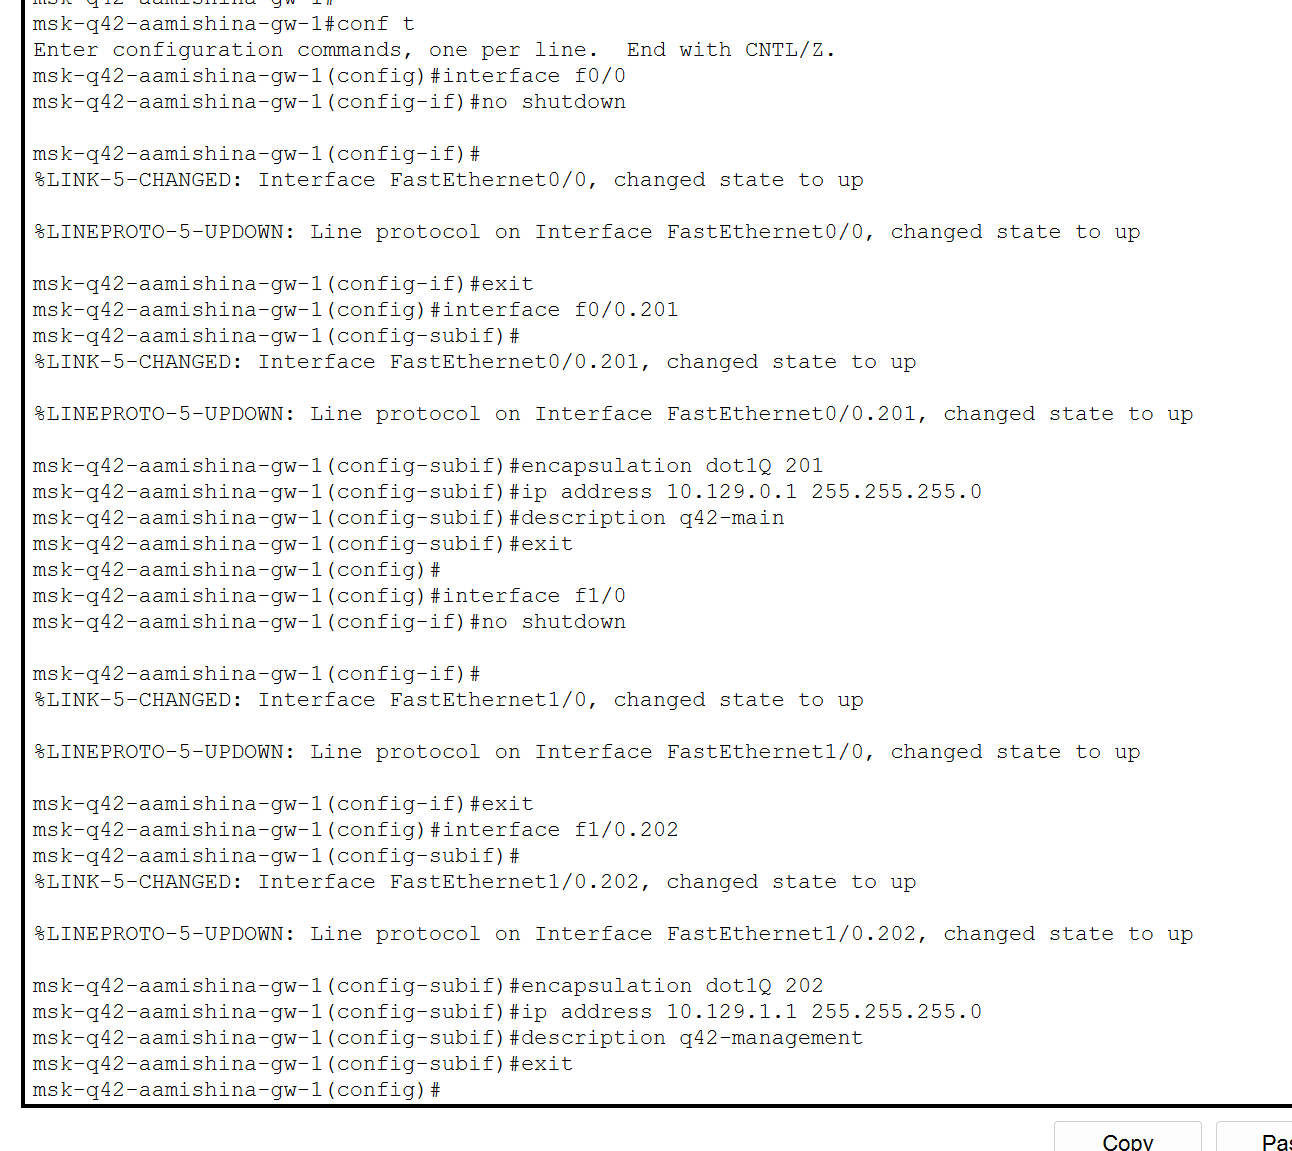 msk-q42-aamishina-gw-1#
msk-q42-aamishina-gw-1#conf t
Enter configuration commands, one per line.  End with CNTL/Z.
msk-q42-aamishina-gw-1(config)#interface f0/0
msk-q42-aamishina-gw-1(config-if)#no shutdown

msk-q42-aamishina-gw-1(config-if)#
%LINK-5-CHANGED: Interface FastEthernet0/0, changed state to up

%LINEPROTO-5-UPDOWN: Line protocol on Interface FastEthernet0/0, changed state to up

msk-q42-aamishina-gw-1(config-if)#exit
msk-q42-aamishina-gw-1(config)#interface f0/0.201
msk-q42-aamishina-gw-1(config-subif)#
%LINK-5-CHANGED: Interface FastEthernet0/0.201, changed state to up

%LINEPROTO-5-UPDOWN: Line protocol on Interface FastEthernet0/0.201, changed state to up

msk-q42-aamishina-gw-1(config-subif)#encapsulation dot1Q 201
msk-q42-aamishina-gw-1(config-subif)#ip address 10.129.0.1 255.255.255.0
msk-q42-aamishina-gw-1(config-subif)#description q42-main
msk-q42-aamishina-gw-1(config-subif)#exit
msk-q42-aamishina-gw-1(config)#
msk-q42-aamishina-gw-1(config)#interface f1/0
msk-q42-aamishina-gw-1(config-if)#no shutdown

msk-q42-aamishina-gw-1(config-if)#
%LINK-5-CHANGED: Interface FastEthernet1/0, changed state to up

%LINEPROTO-5-UPDOWN: Line protocol on Interface FastEthernet1/0, changed state to up

msk-q42-aamishina-gw-1(config-if)#exit
msk-q42-aamishina-gw-1(config)#interface f1/0.202
msk-q42-aamishina-gw-1(config-subif)#
%LINK-5-CHANGED: Interface FastEthernet1/0.202, changed state to up

%LINEPROTO-5-UPDOWN: Line protocol on Interface FastEthernet1/0.202, changed state to up

msk-q42-aamishina-gw-1(config-subif)#encapsulation dot1Q 202
msk-q42-aamishina-gw-1(config-subif)#ip address 10.129.1.1 255.255.255.0
msk-q42-aamishina-gw-1(config-subif)#description q42-management
msk-q42-aamishina-gw-1(config-subif)#exit
msk-q42-aamishina-gw-1(config)#
Copy
Pas